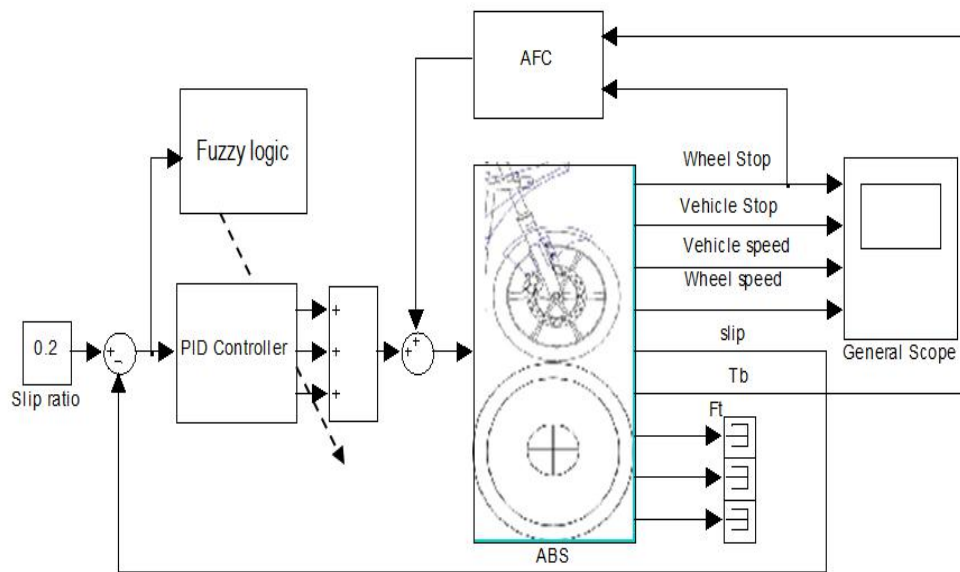 AFC
Fuzzy logic
Wheel Stop
Vehicle Stop
Vehicle speed
Wheel speed
General Scope
0.2
Slip ratio
PID Controller
slip
Tb
Ft
ABS